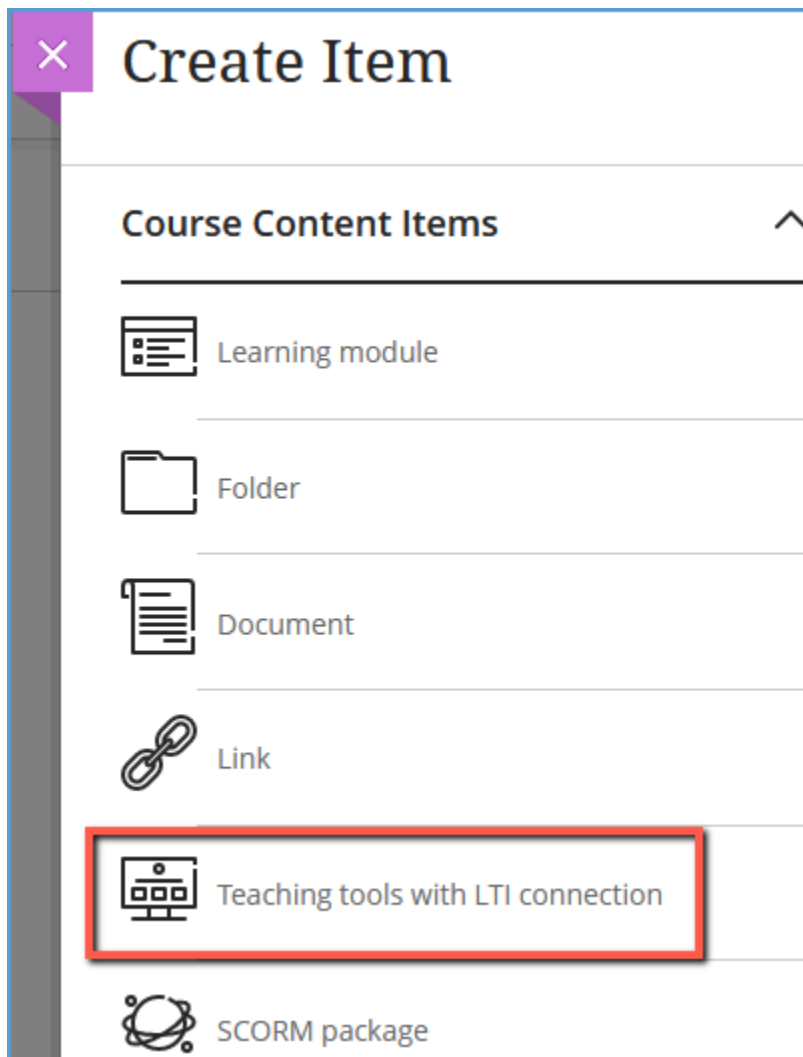 Create Item
Course Content Items
Learning module
Folder
Document
Link
Teaching tools with LTI connection
SCORM package